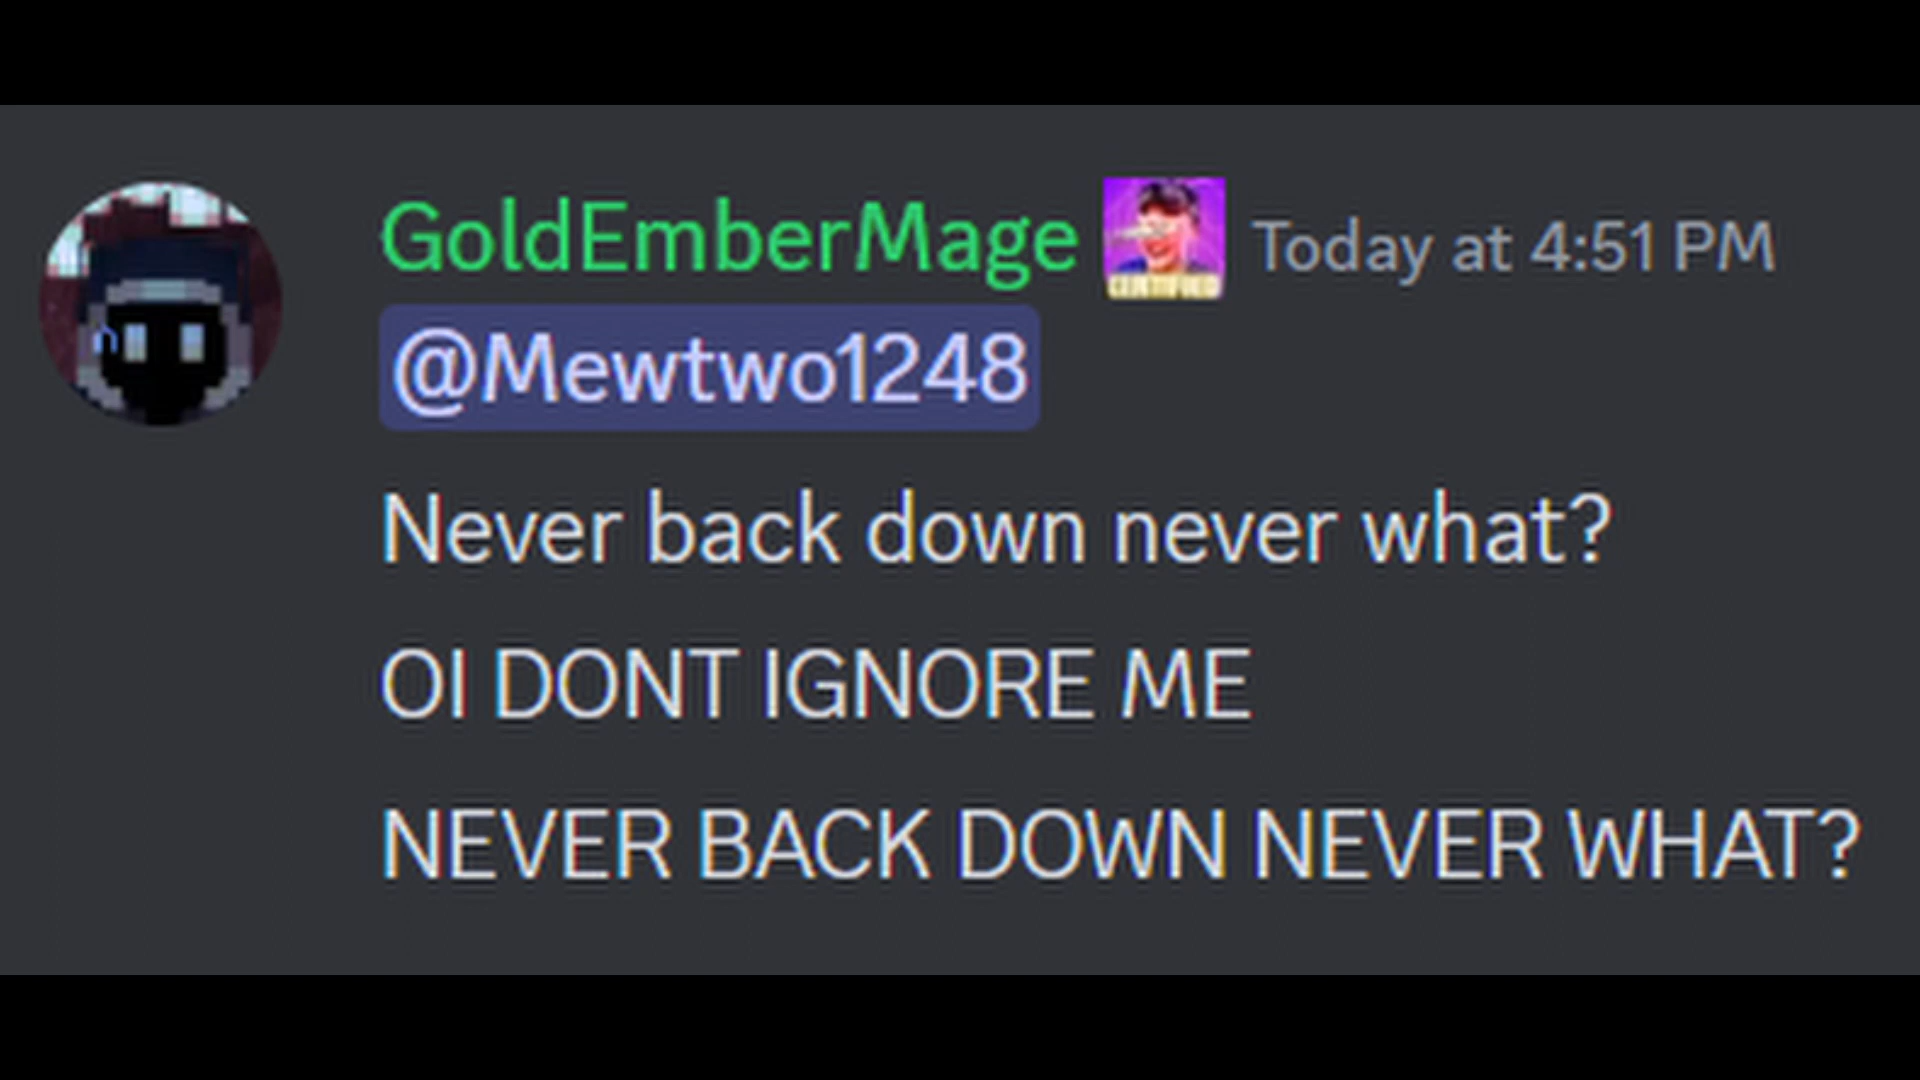 GoldEmberMage Today at 4:51 PM
@Mewtwo1248
Never back down never what?
OI DONT IGNORE ME
NEVER BACK DOWN NEVER WHAT?